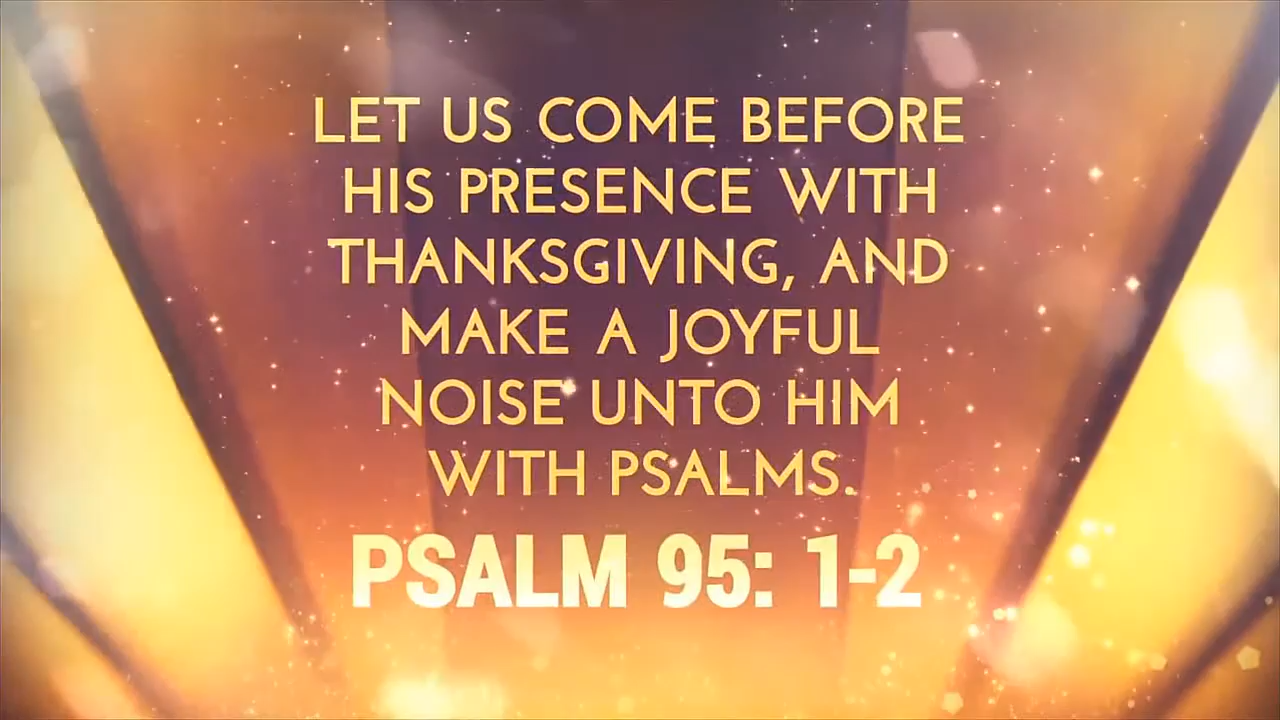 LET US COME BEFORE
HIS PRESENCE WITH
THANKSGIVING, AND
MAKE A JOYFUL
NOISE UNTO HIM
WITH PSALMS.
PSALM 95: 1-2